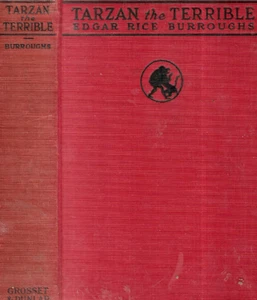 TARZAN
the
TERRIBLE
BURROUGHS
GROSSET
& DUNLAP
TARZAN the TERRIBLE
EDGAR RICE BURROUGHS